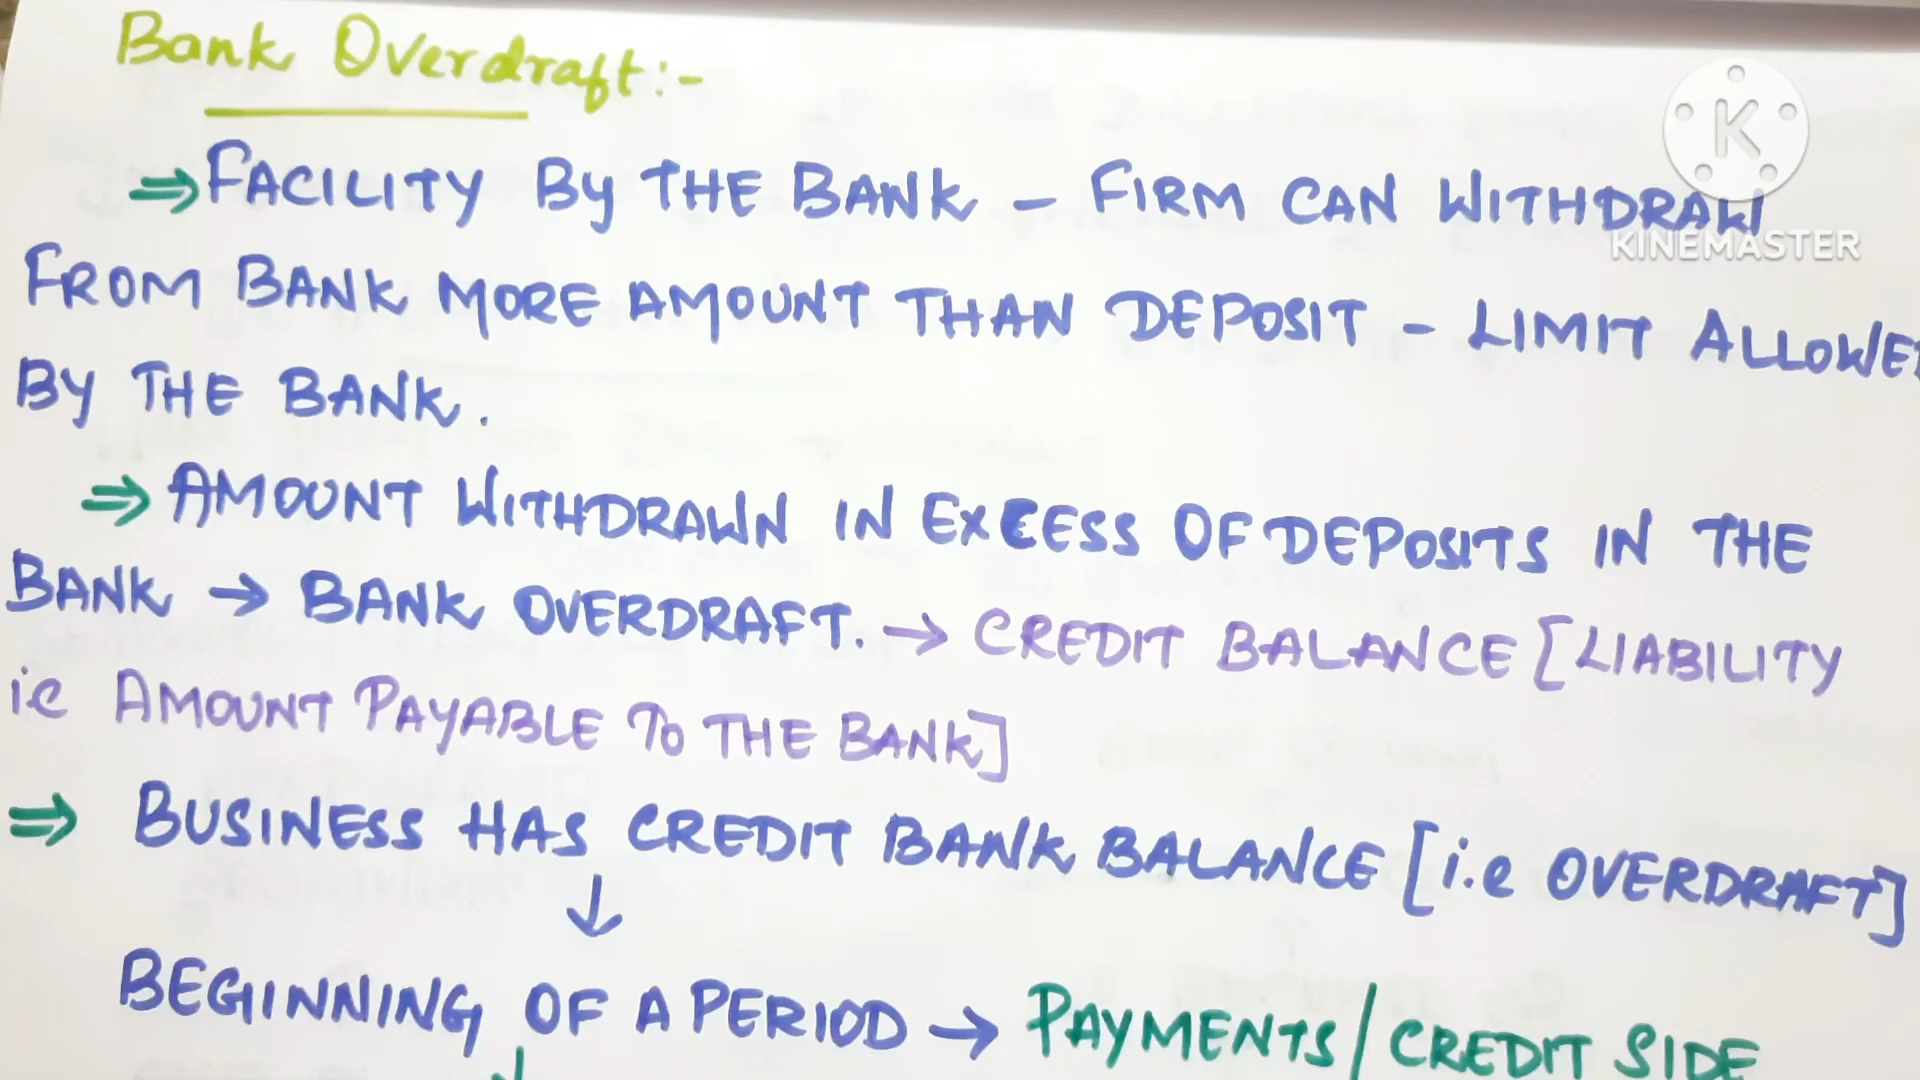 Bank Overdraft:-
⇒ FACILITY BY THE BANK – FIRM CAN WITHDRAW
FROM BANK MORE AMOUNT THAN DEPOSIT – LIMIT ALLOWED
BY THE BANK.
⇒ AMOUNT WITHDRAWN IN EXCESS OF DEPOSITS IN THE
BANK → BANK OVERDRAFT. → CREDIT BALANCE [LIABILITY
ie AMOUNT PAYABLE TO THE BANK]
⇒ BUSINESS HAS CREDIT BANK BALANCE [i.e OVERDRAFT]
↓
BEGINNING OF A PERIOD → PAYMENTS/CREDIT SIDE
K
KINEMASTER